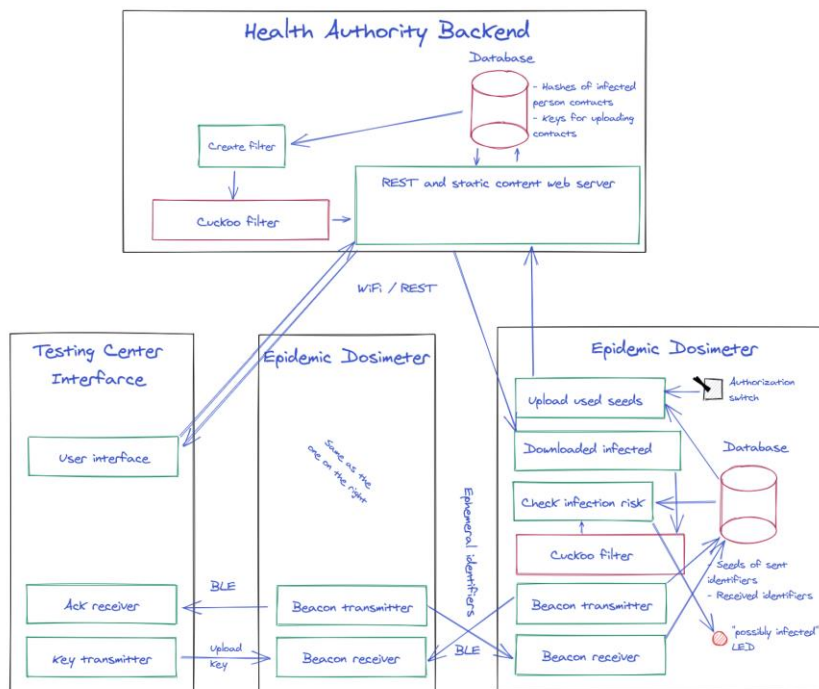 Health Authority Backend
Database
- Hashes of infected
person contacts
- Keys for uploading
contacts
Create filter
REST and static content web server
Cuckoo filter
WiFi / REST
Testing Center
Interfarce
User interface
Ack receiver
Key transmitter
BLE
Upload
Key
Epidemic Dosimeter
Same as the
one on the right
Beacon transmitter
Beacon receiver
Ephemeral identifiers
BLE
Epidemic Dosimeter
Upload used seeds
Authorization
switch
Downloaded infected
Database
Check infection risk
Cuckoo filter
- Seeds of sent
identifiers
- Received identifiers
Beacon transmitter
Beacon receiver
"possibly infected"
LED